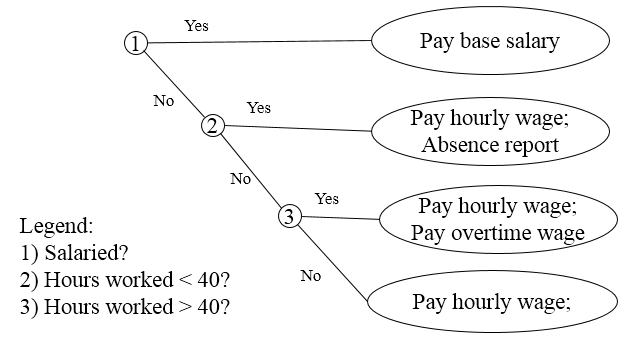 Yes
1
Pay base salary
No
Yes
2
Pay hourly wage;
Absence report
No
Yes
3
Pay hourly wage;
Pay overtime wage
No
Pay hourly wage;
Legend:
1) Salaried?
2) Hours worked < 40?
3) Hours worked > 40?